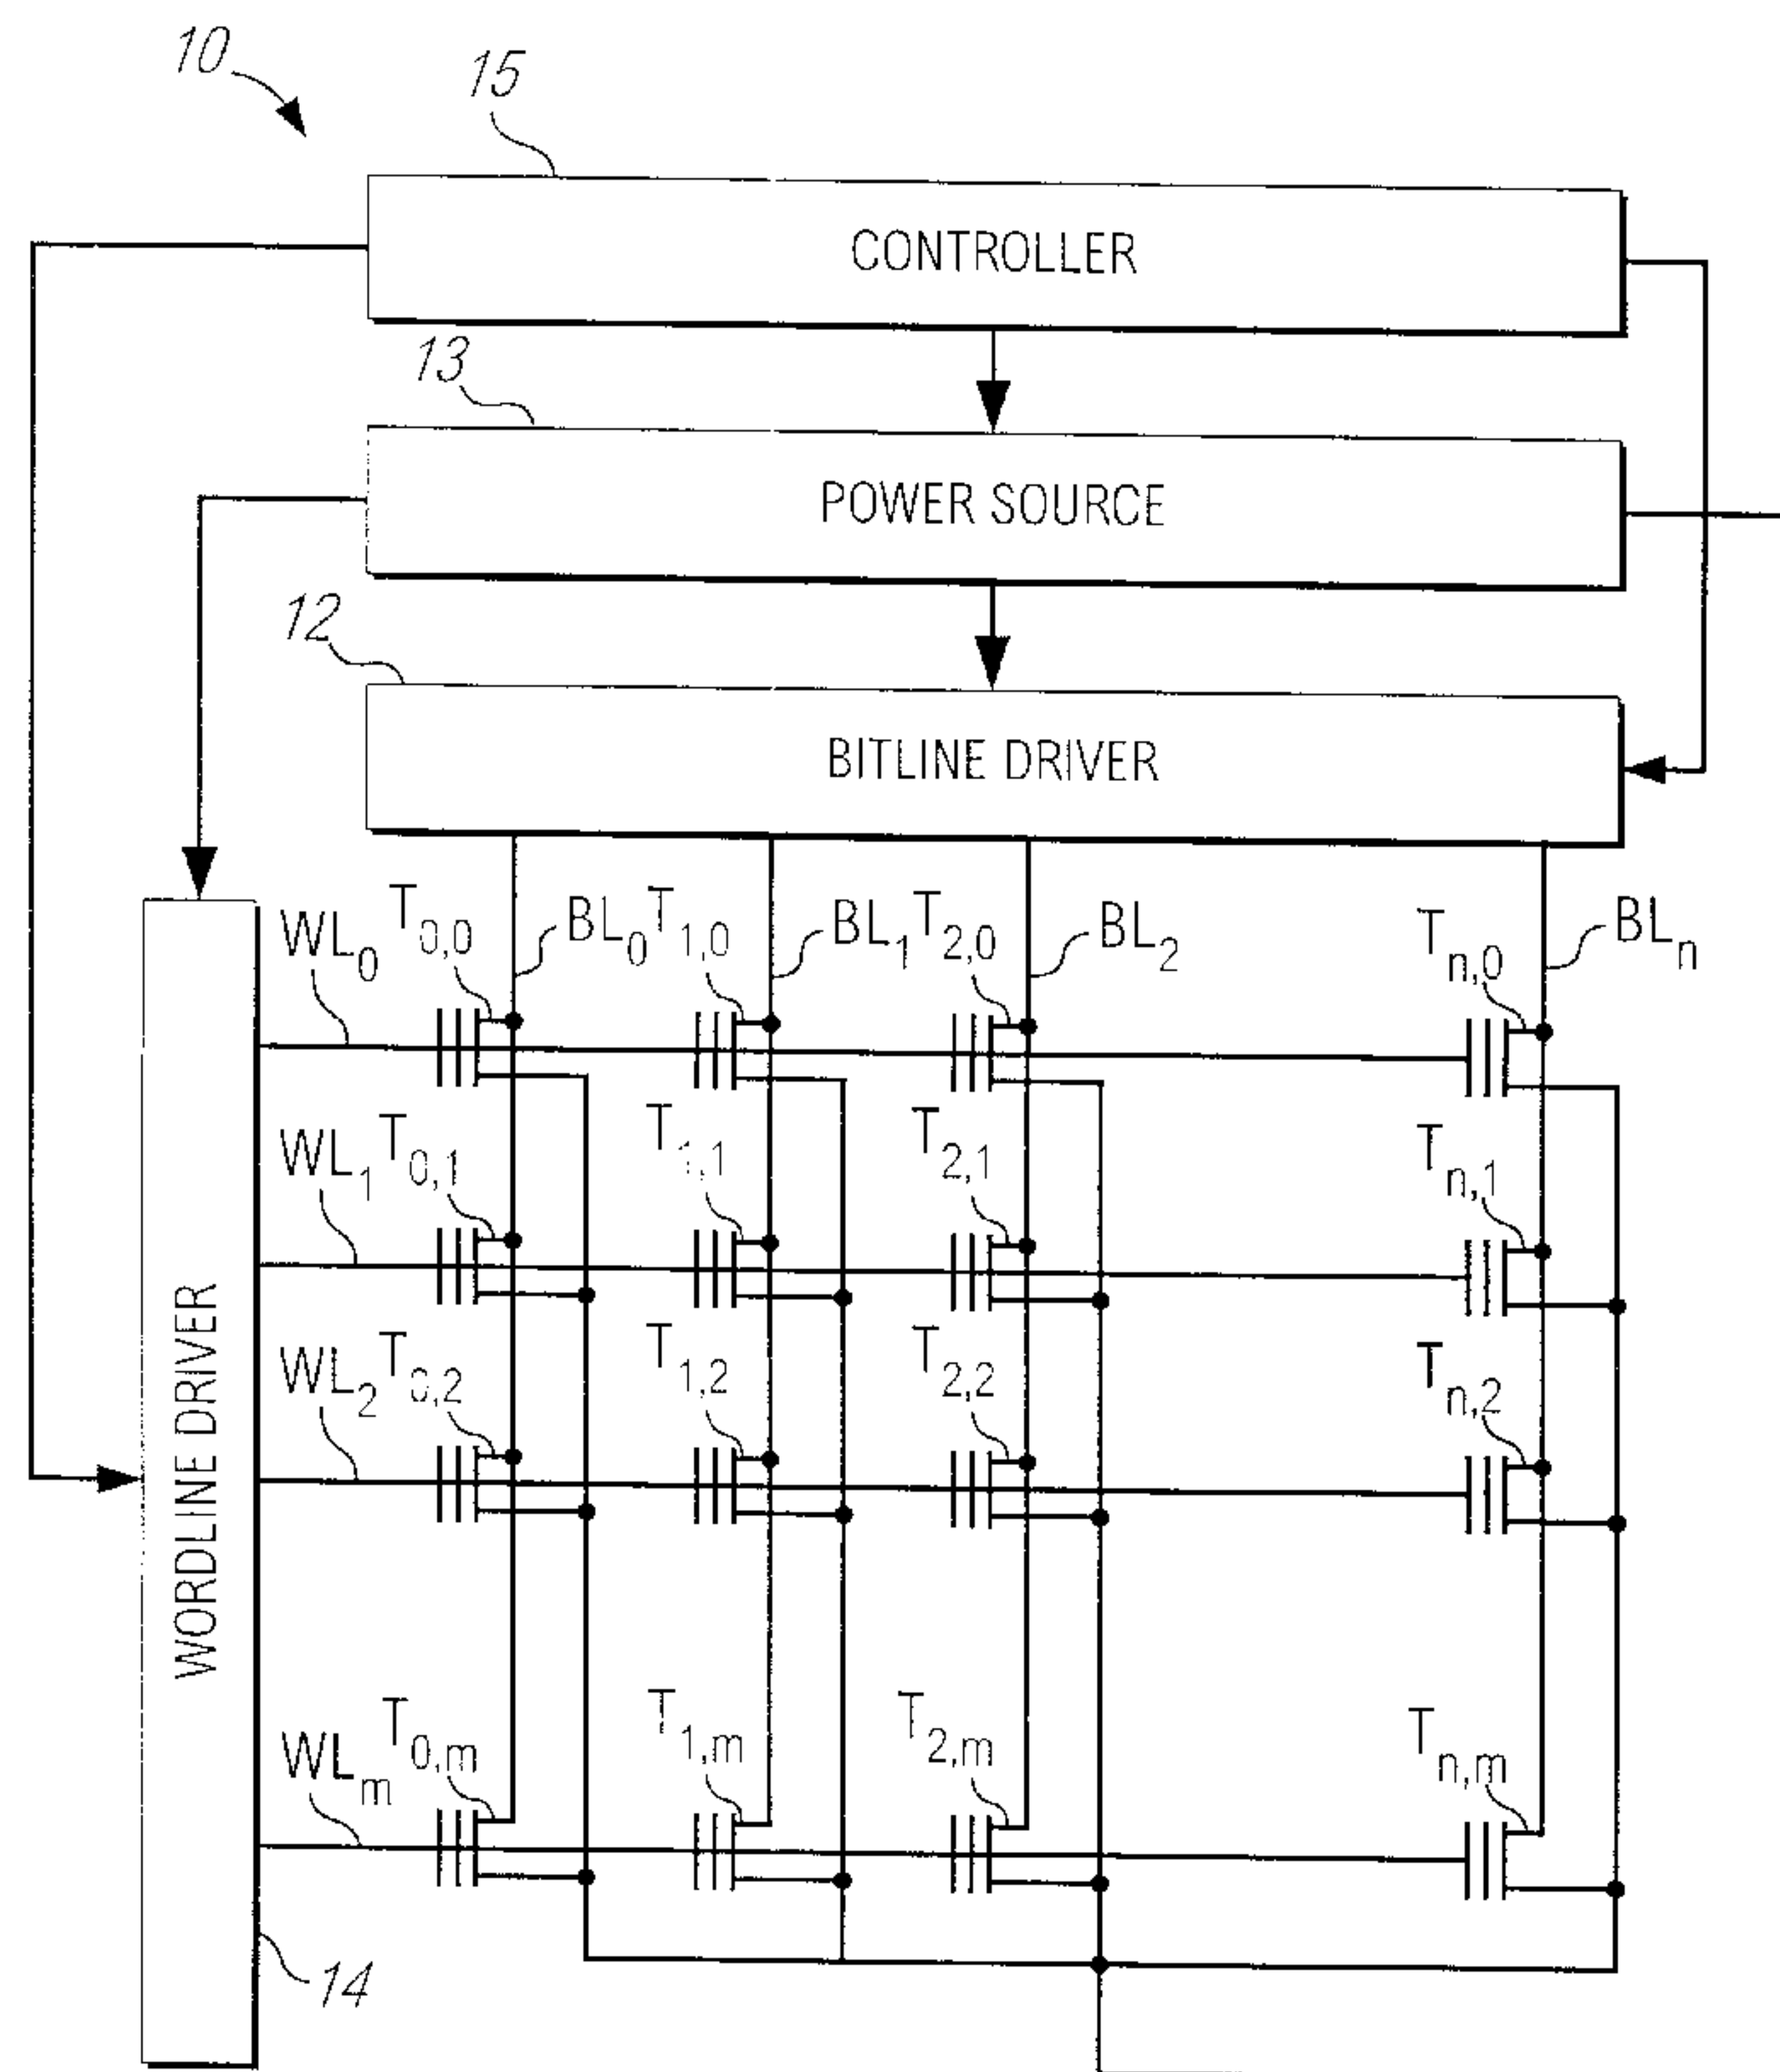 10
15
CONTROLLER
13
POWER SOURCE
12
BITLINE DRIVER
WL0 T0,0 BL0 T1,0 BL1 T2,0 BL2 Tn,0 BLn
WL1 T0,1 T1,1 T2,1 Tn,1
WL2 T0,2 T1,2 T2,2 Tn,2
WORDLINE DRIVER
WLm T0,m T1,m T2,m Tn,m
14